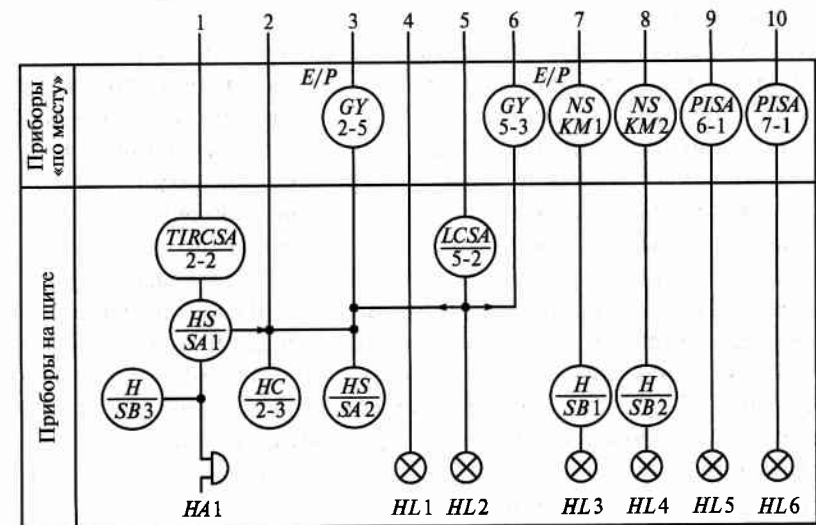 1 2 3 4 5 6 7 8 9 10
Приборы «по месту»
E/P GY 2-5
GY 5-3 E/P
NS KM1
NS KM2
PISA 6-1
PISA 7-1
Приборы на щите
TIRCSA 2-2
LCSA 5-2
HS SA1
H SB3
HC 2-3
HS SA2
H SB1
H SB2
HA1 HL1 HL2 HL3 HL4 HL5 HL6